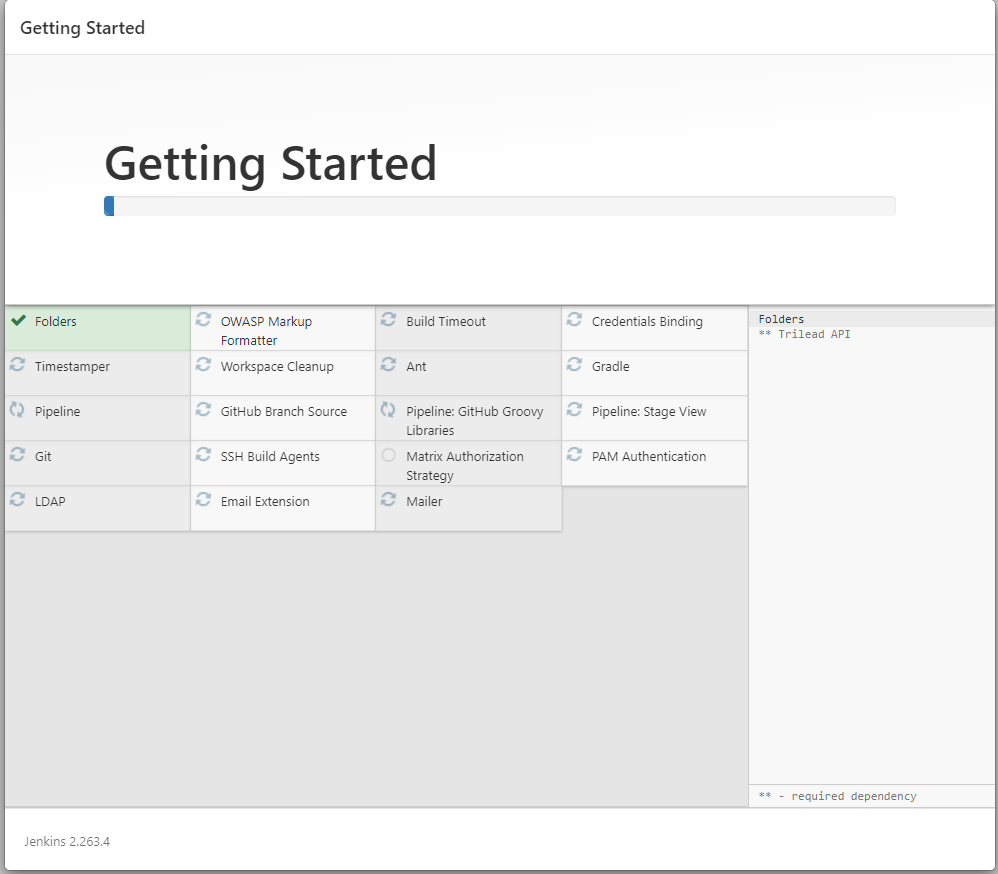 Getting Started
Getting Started
Folders
OWASP Markup
Formatter
Build Timeout
Credentials Binding
Timestamper
Workspace Cleanup
Ant
Gradle
Pipeline
GitHub Branch Source
Pipeline: GitHub Groovy
Libraries
Pipeline: Stage View
Git
SSH Build Agents
Matrix Authorization
Strategy
PAM Authentication
LDAP
Email Extension
Mailer
Folders
** Trilead API
** - required dependency
Jenkins 2.263.4